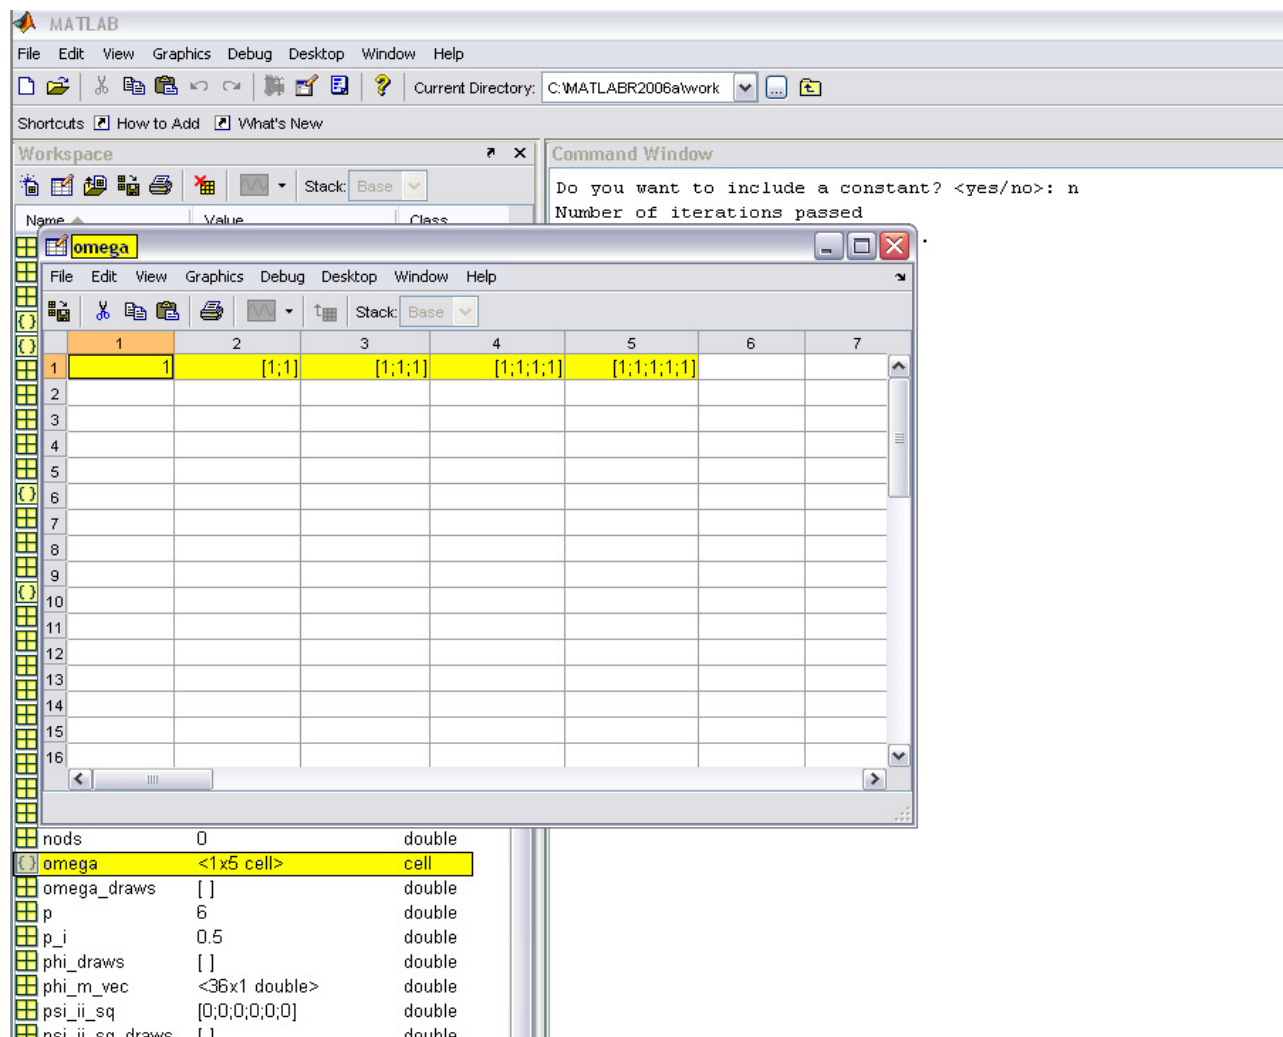 MATLAB
File Edit View Graphics Debug Desktop Window Help
Current Directory: C:\MATLABR2006a\work
Shortcuts How to Add What's New
Workspace
Stack: Base
Name Value Class
Command Window
Do you want to include a constant? <yes/no>: n
Number of iterations passed
.
omega
File Edit View Graphics Debug Desktop Window Help
Stack: Base
1 2 3 4 5 6 7
1 1 [1;1] [1;1;1] [1;1;1;1] [1;1;1;1;1]
2
3
4
5
6
7
8
9
10
11
12
13
14
15
16
nods 0 double
omega <1x5 cell> cell
omega_draws [ ] double
p 6 double
p_i 0.5 double
phi_draws [ ] double
phi_m_vec <36x1 double> double
psi_ii_sq [0;0;0;0;0;0] double
psi_ii_sq_draws [ ] double